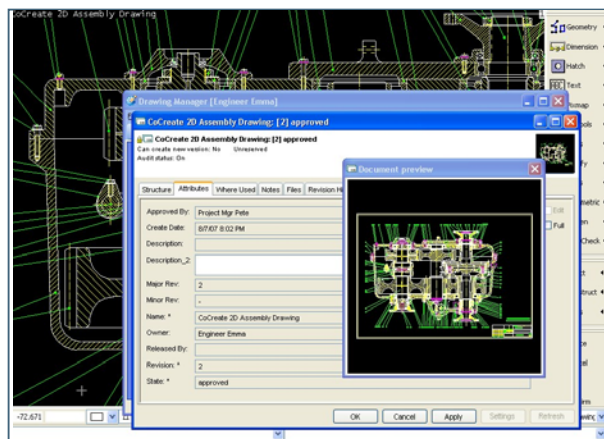 CoCreate 2D Assembly Drawing
Geometry
Dimension
Hatch
Text
Drawing Manager [Engineer Emma]
CoCreate 2D Assembly Drawing: [2] approved
CoCreate 2D Assembly Drawing: [2] approved
Can create new version: No Unreserved
Audit status: On
Document preview
Structure Attributes Where Used Notes Files Revision
Approved By: Project Mgr Pete
Edit
Create Date: 8/7/07 8:02 PM
Full
Description:
Description_2:
Check
Major Rev: 2
Minor Rev: -
Name: * CoCreate 2D Assembly Drawing
Owner: Engineer Emma
Released By:
Revision: * 2
State: * approved
OK Cancel Apply Settings Refresh
-72.671